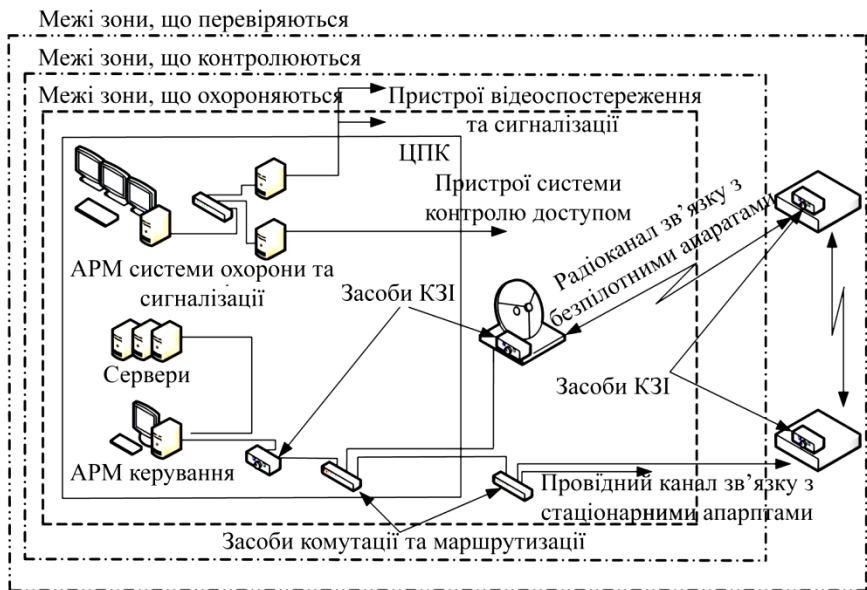 Межі зони, що перевіряються
Межі зони, що контролюються
Межі зони, що охороняються
Пристрої відеоспостереження
та сигналізації
ЦПК
Пристрої системи
контролю доступом
АРМ системи охорони та
сигналізації
Радіоканал зв’язку з
безпілотними апаратами
Засоби КЗІ
Сервери
Засоби КЗІ
АРМ керування
Провідний канал зв’язку з
стаціонарними апарптами
Засоби комутації та маршрутизації